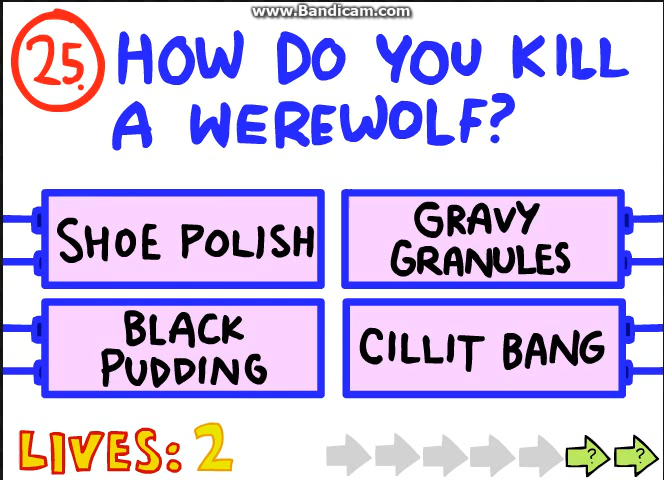 www.Bandicam.com
25.
HOW DO YOU KILL
A WEREWOLF?
SHOE POLISH
GRAVY
GRANULES
BLACK
PUDDING
CILLIT BANG
LIVES: 2
? ?